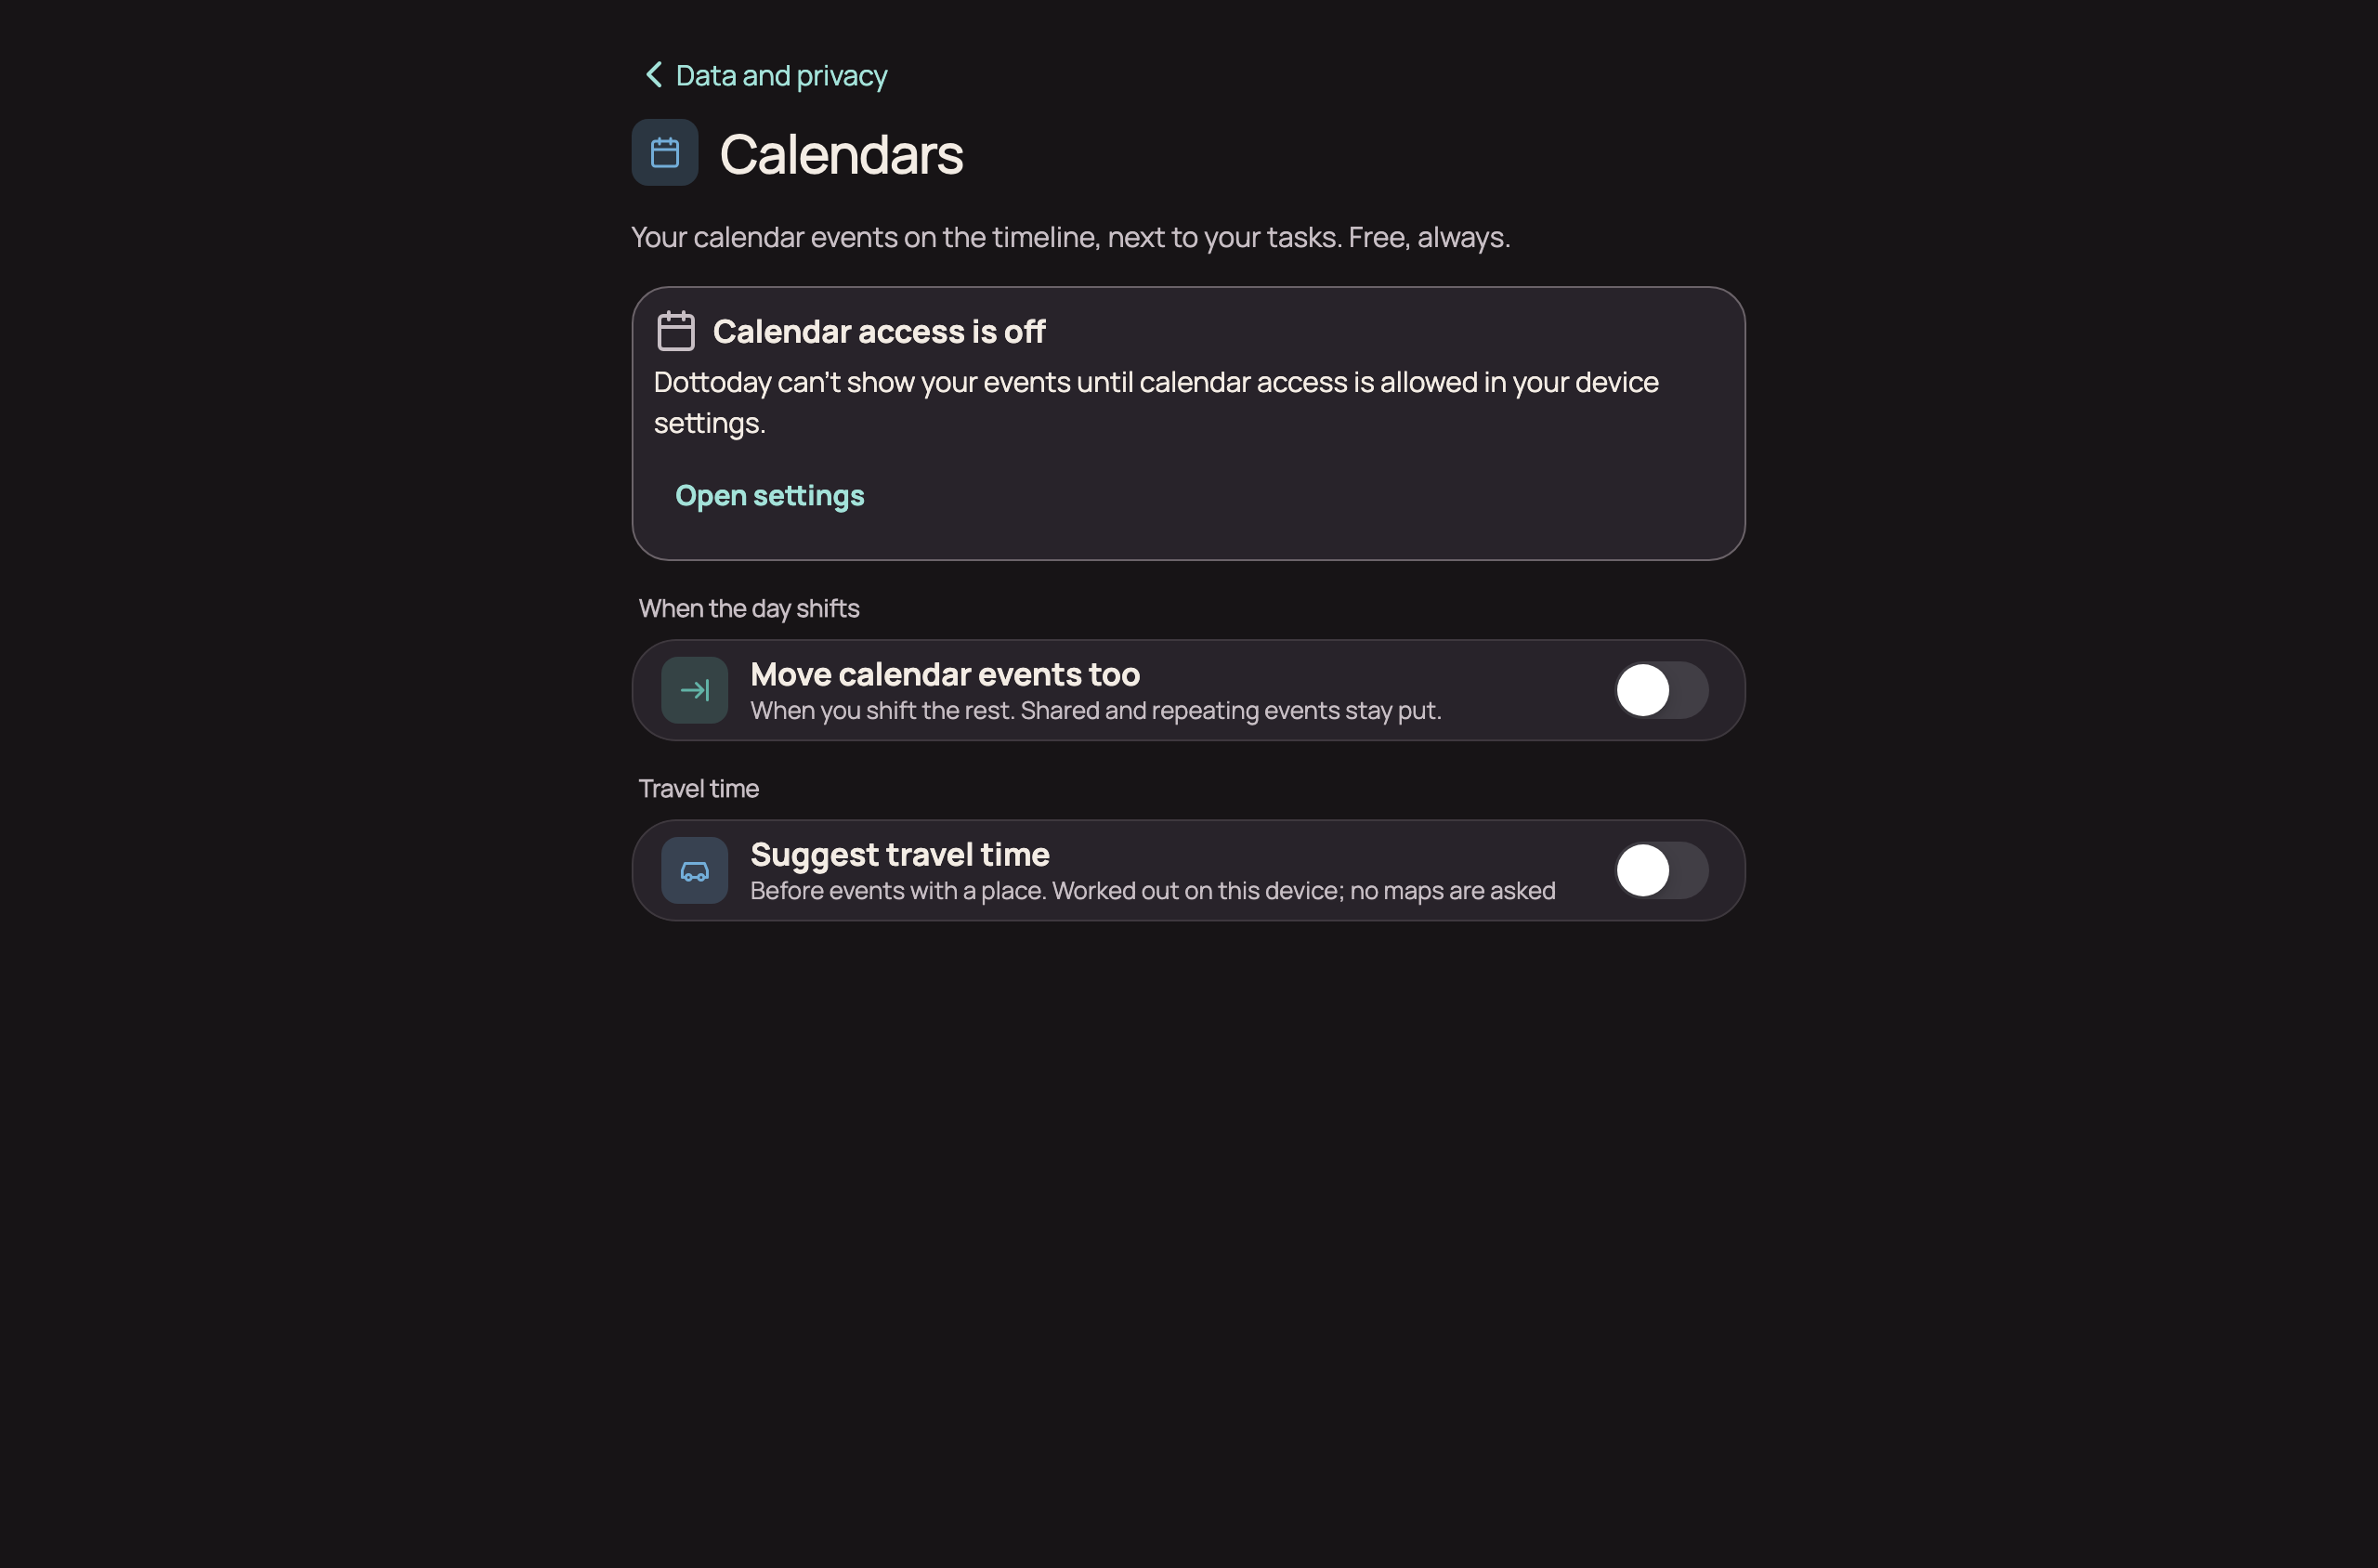 Data and privacy
Calendars
Your calendar events on the timeline, next to your tasks. Free, always.
Calendar access is off
Dottoday can’t show your events until calendar access is allowed in your device
settings.
Open settings
When the day shifts
Move calendar events too
When you shift the rest. Shared and repeating events stay put.
Travel time
Suggest travel time
Before events with a place. Worked out on this device; no maps are asked